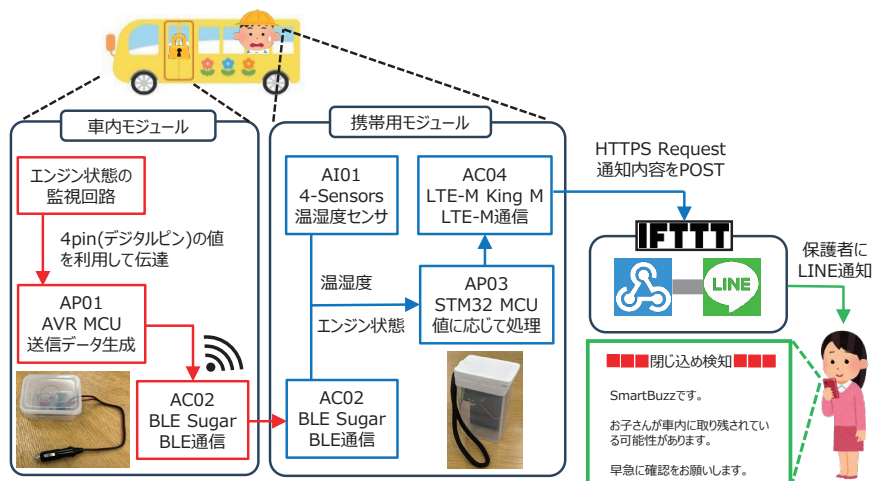 車内モジュール
エンジン状態の
監視回路
4pin(デジタルピン)の値
を利用して伝達
AP01
AVR MCU
送信データ生成
AC02
BLE Sugar
BLE通信
携帯用モジュール
AI01
4-Sensors
温湿度センサ
AC04
LTE-M King M
LTE-M通信
温湿度
エンジン状態
AP03
STM32 MCU
値に応じて処理
AC02
BLE Sugar
BLE通信
HTTPS Request
通知内容をPOST
IFTTT
LINE
保護者に
LINE通知
■■■閉じ込め検知■■■
SmartBuzzです。
お子さんが車内に取り残されてい
る可能性があります。
早急に確認をお願いします。